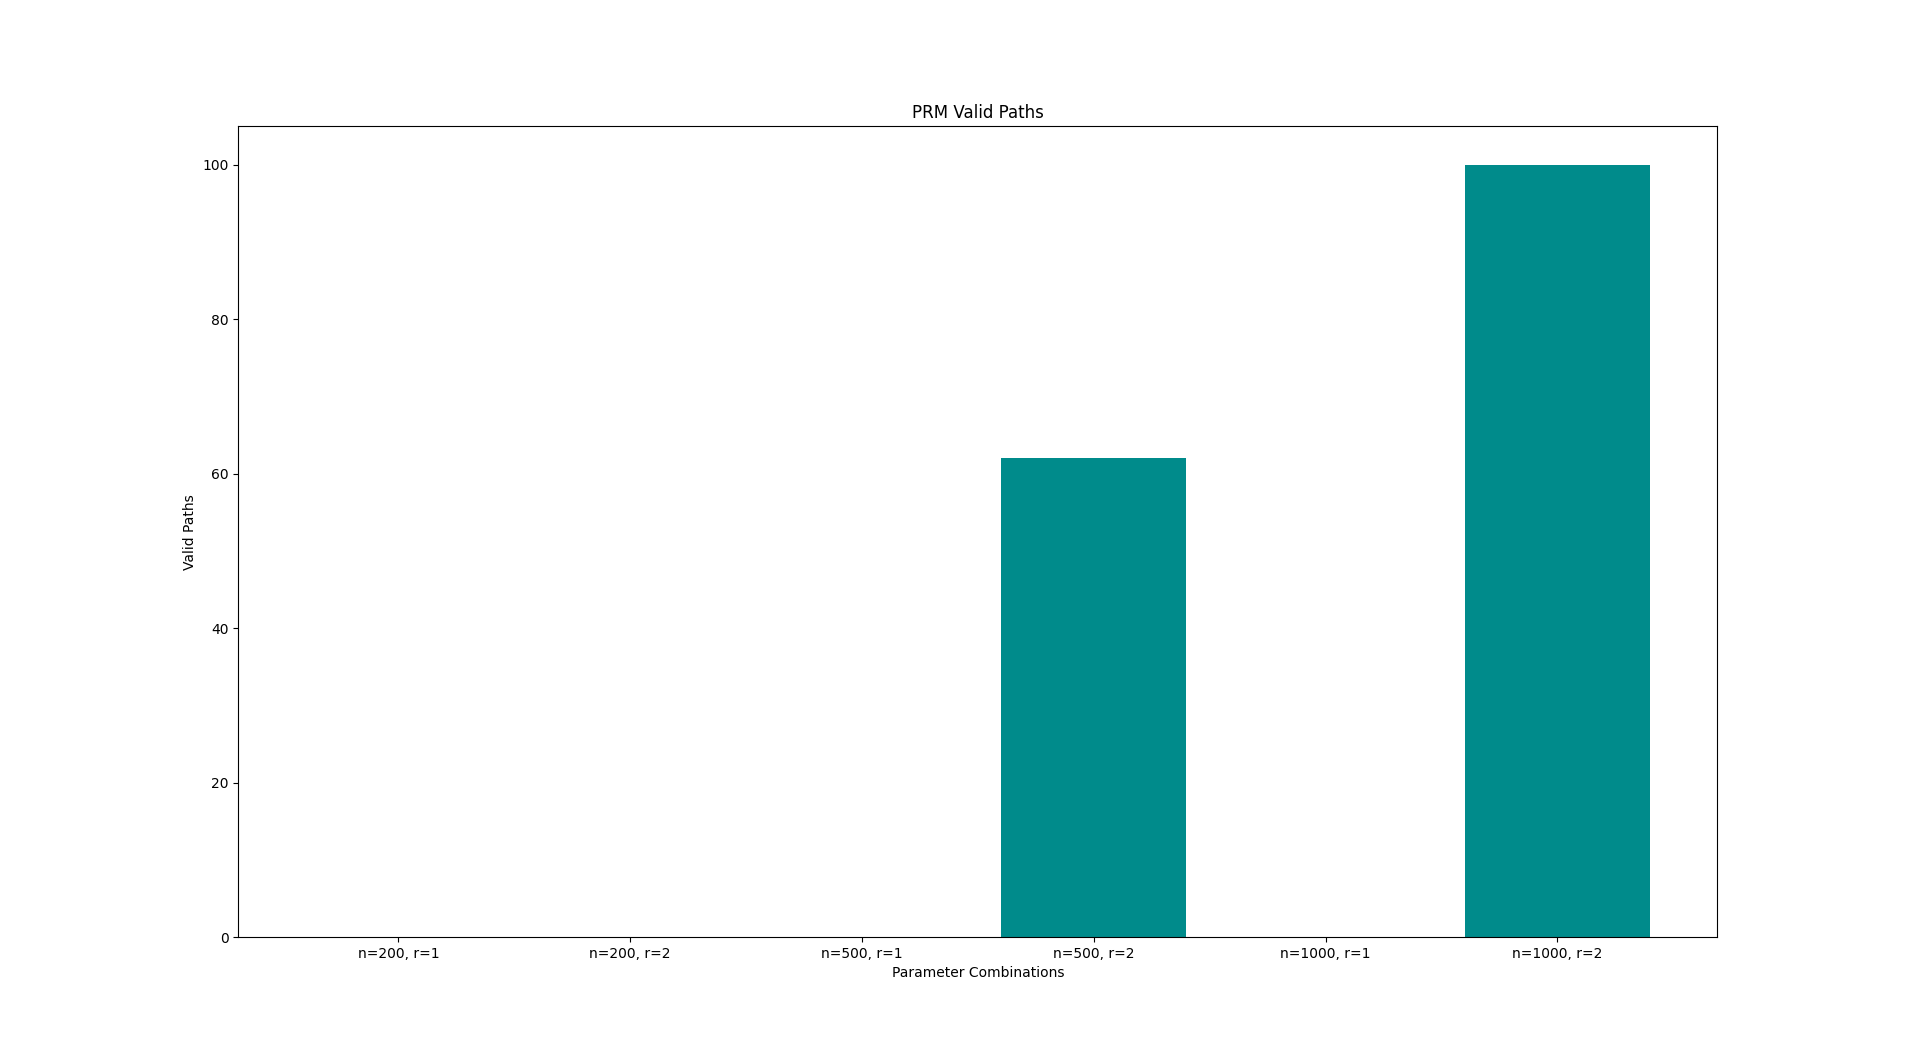 PRM Valid Paths
100
80
60
40
20
0
Valid Paths
n=200, r=1
n=200, r=2
n=500, r=1
n=500, r=2
n=1000, r=1
n=1000, r=2
Parameter Combinations